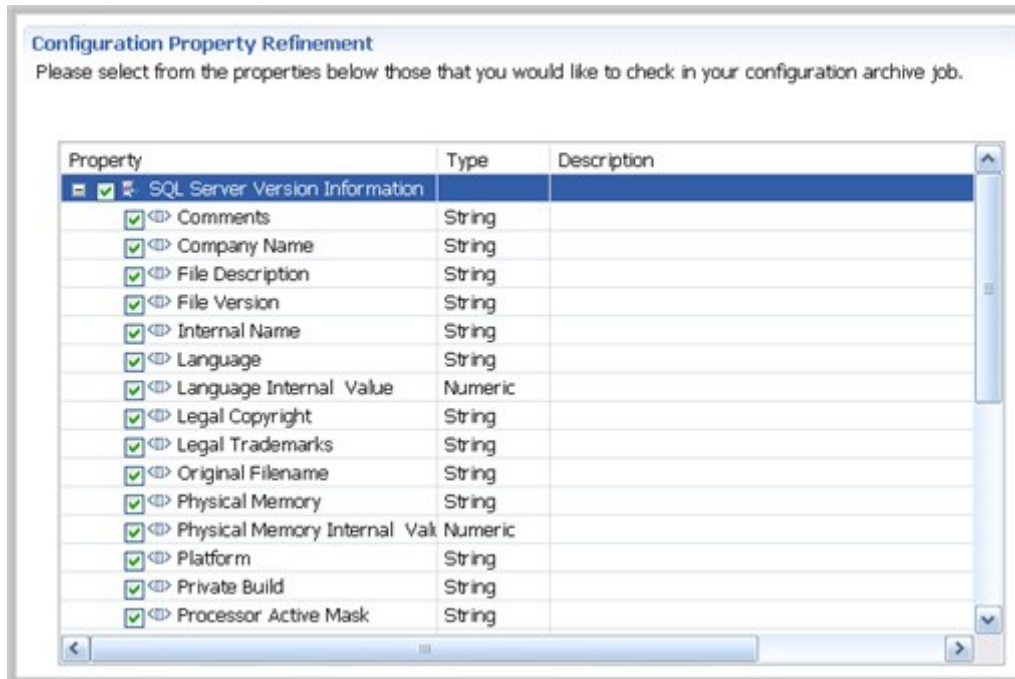 Configuration Property Refinement
Please select from the properties below those that you would like to check in your configuration archive job.
Property Type Description
SQL Server Version Information
Comments String
Company Name String
File Description String
File Version String
Internal Name String
Language String
Language Internal Value Numeric
Legal Copyright String
Legal Trademarks String
Original Filename String
Physical Memory String
Physical Memory Internal Numeric
Platform String
Private Build String
Processor Active Mask String